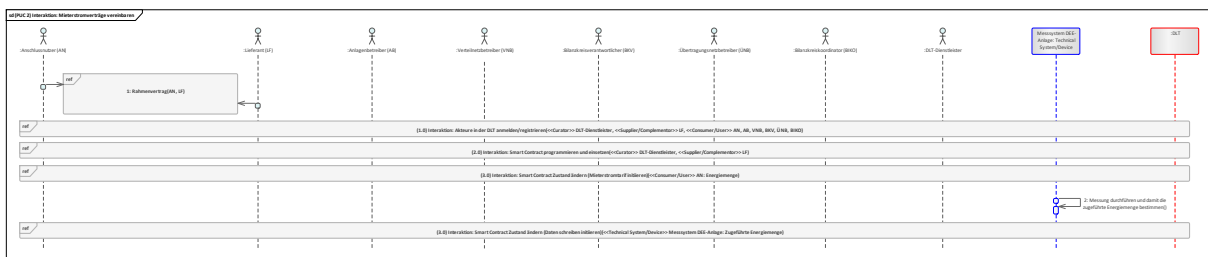 sd (PUC 2) Interaktion: Mieterstromverträge vereinbaren
:Anschlussnutzer (AN)
:Lieferant (LF)
:Anlagenbetreiber (AB)
:Verteilnetzbetreiber (VNB)
:Bilanzkreisverantwortlicher (BKV)
:Übertragungsnetzbetreiber (ÜNB)
:Bilanzkreiskoordinator (BIKO)
:DLT-Dienstleister
Messsystem DEE-
Anlage: Technical
System/Device
:DLT
ref
1: Rahmenvertrag(AN, LF)
ref
(1.0) Interaktion: Akteure in der DLT anmelden/registrieren(<<Curator>> DLT-Dienstleister, <<Supplier/Complementor>> LF, <<Consumer/User>> AN, AB, VNB, BKV, ÜNB, BIKO)
ref
(2.0) Interaktion: Smart Contract programmieren und einsetzen(<<Curator>> DLT-Dienstleister, <<Supplier/Complementor>> LF)
ref
(3.0) Interaktion: Smart Contract Zustand ändern (Mieterstromtarif initiieren)(<<Consumer/User>> AN: Energiemenge)
2: Messung durchführen und damit die
zugeführte Energiemenge bestimmen()
ref
(3.0) Interaktion: Smart Contract Zustand ändern (Daten schreiben initiieren)(<<Technical System/Device>> Messsystem DEE-Anlage: Zugeführte Energiemenge)